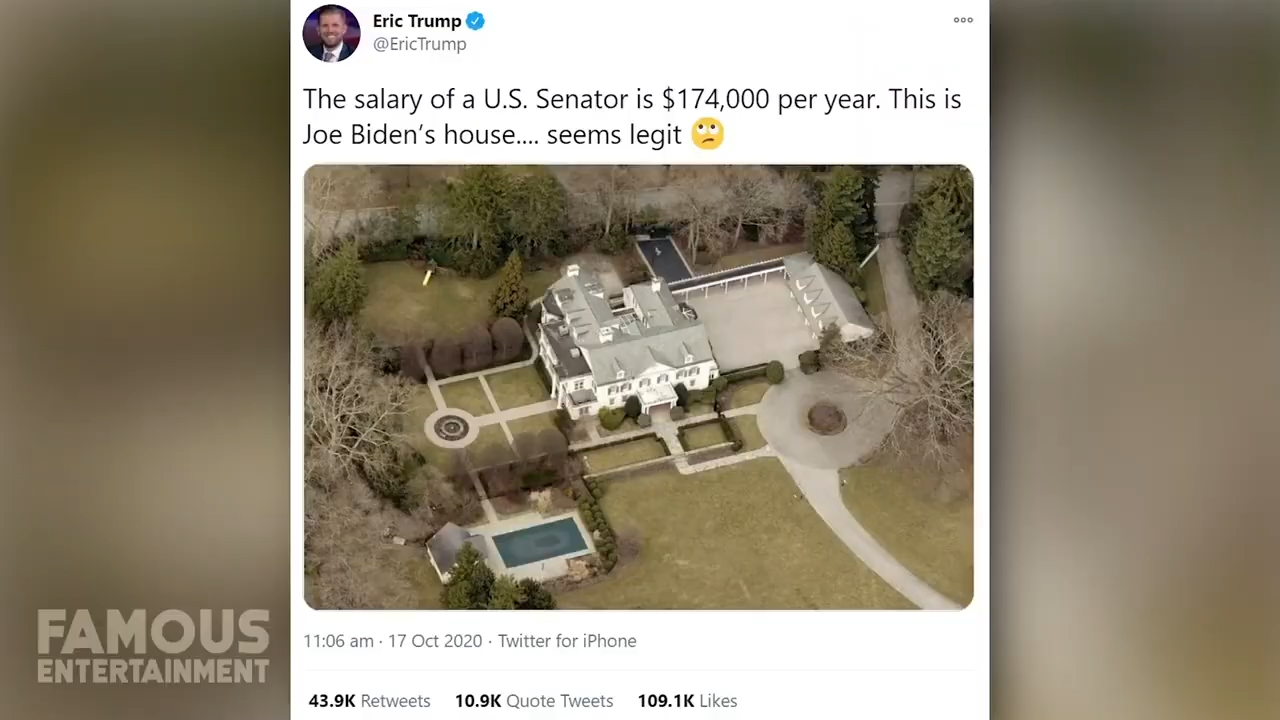 Eric Trump
@EricTrump
The salary of a U.S. Senator is $174,000 per year. This is
Joe Biden’s house.... seems legit 🙄
11:06 am · 17 Oct 2020 · Twitter for iPhone
43.9K Retweets 10.9K Quote Tweets 109.1K Likes
FAMOUS
ENTERTAINMENT